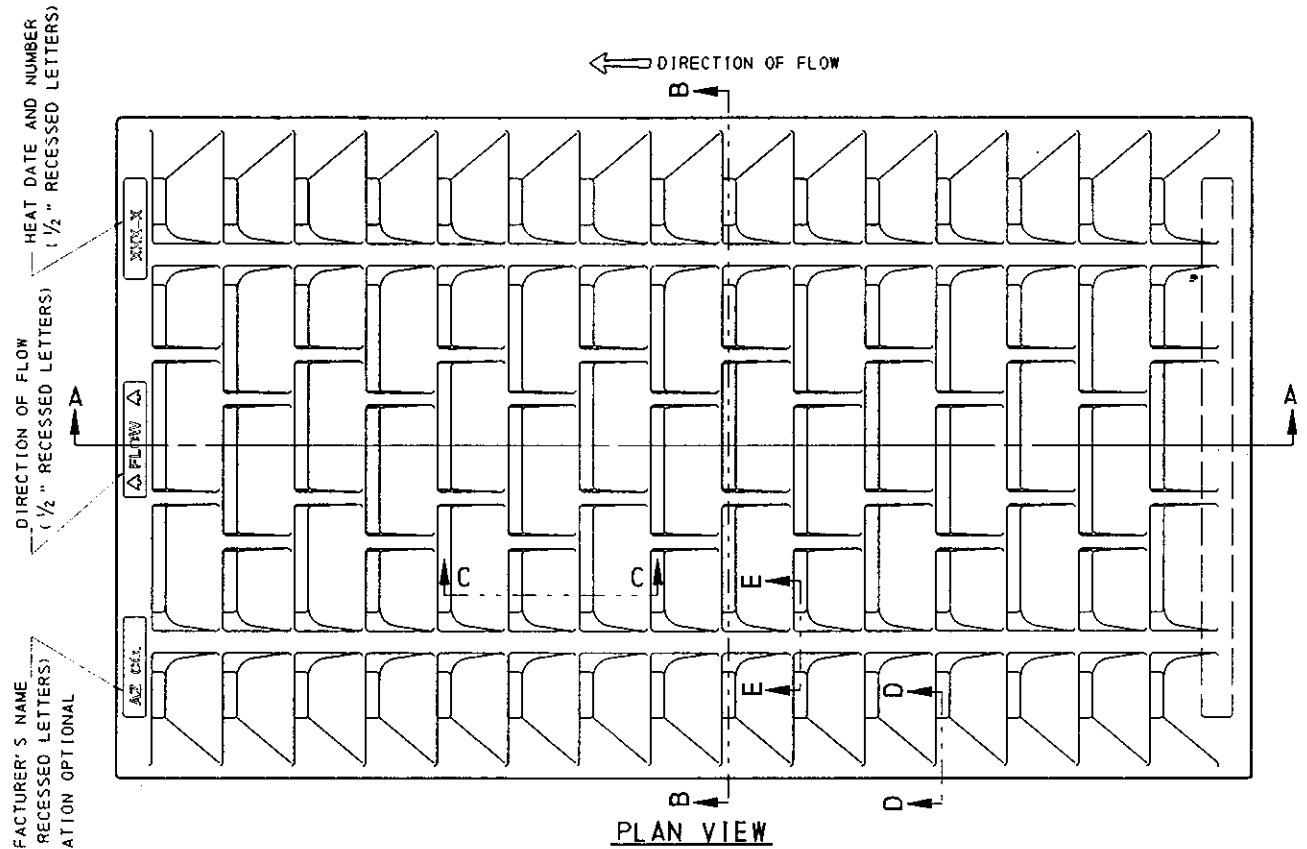 HEAT DATE AND NUMBER
(1/2" RECESSED LETTERS)
DIRECTION OF FLOW
(1/2" RECESSED LETTERS)
FACTURER'S NAME
RECESSED LETTERS)
ATION OPTIONAL
DIRECTION OF FLOW
B
XXX-X
A
FLOW
A
C
C
E
E
D
D
B
PLAN VIEW